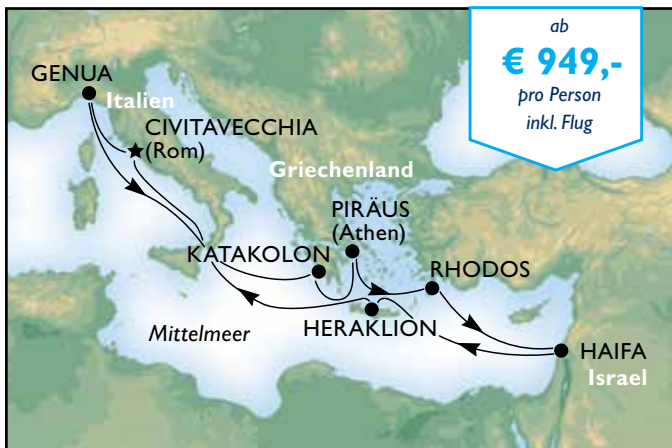 ab
€ 949,-
pro Person
inkl. Flug
GENUA
Italien
CIVITAVECCHIA
(Rom)
Griechenland
PIRÄUS
(Athen)
KATAKOLON
RHODOS
HERAKLION
Mittelmeer
HAIFA
Israel